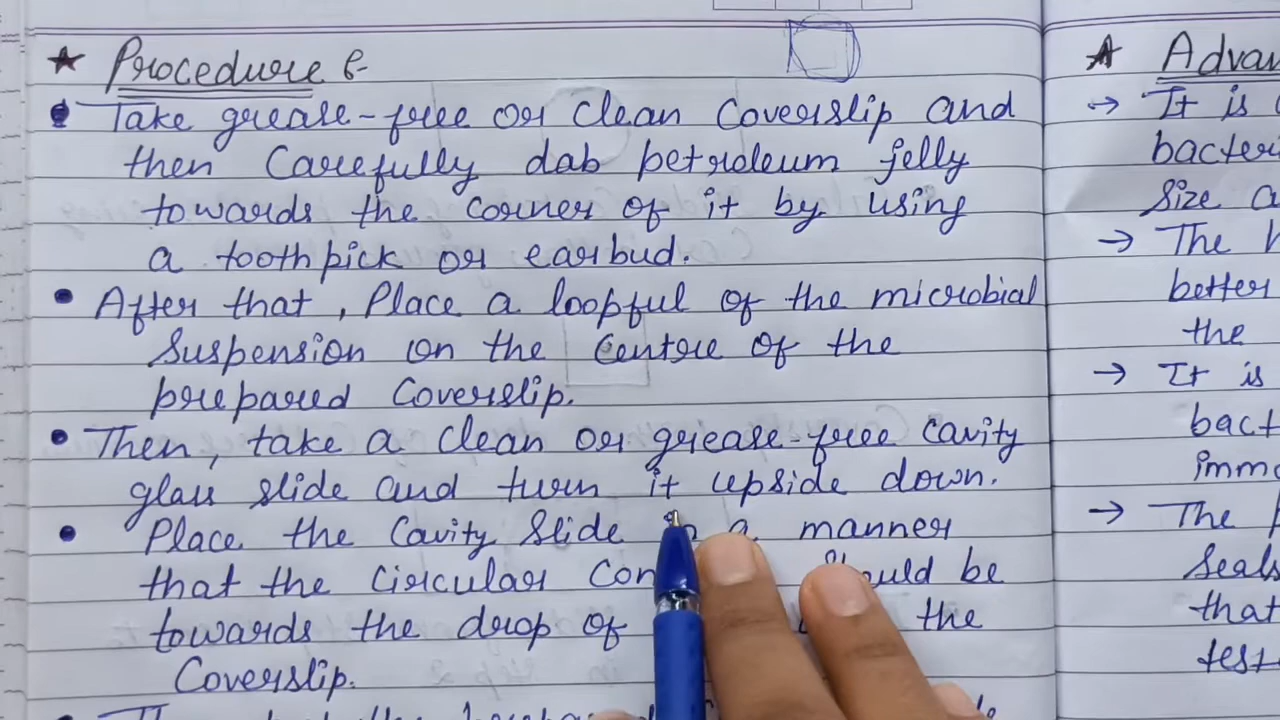 ★ Procedure :-
• Take grease-free or clean Coverslip and
then Carefully dab petroleum jelly
towards the corner of it by using
a toothpick or earbud.
• After that, Place a loopful of the microbial
Suspension on the Centre of the
prepared Coverslip.
• Then, take a clean or grease-free cavity
glass slide and turn it upside down.
• Place the Cavity Slide a manner
that the Circular should be
towards the drop of the
Coverslip.
★
→ It is
bacteri
Size a
→ The
better
the
→ It is
bact
imm
→ The
Seals
that
test